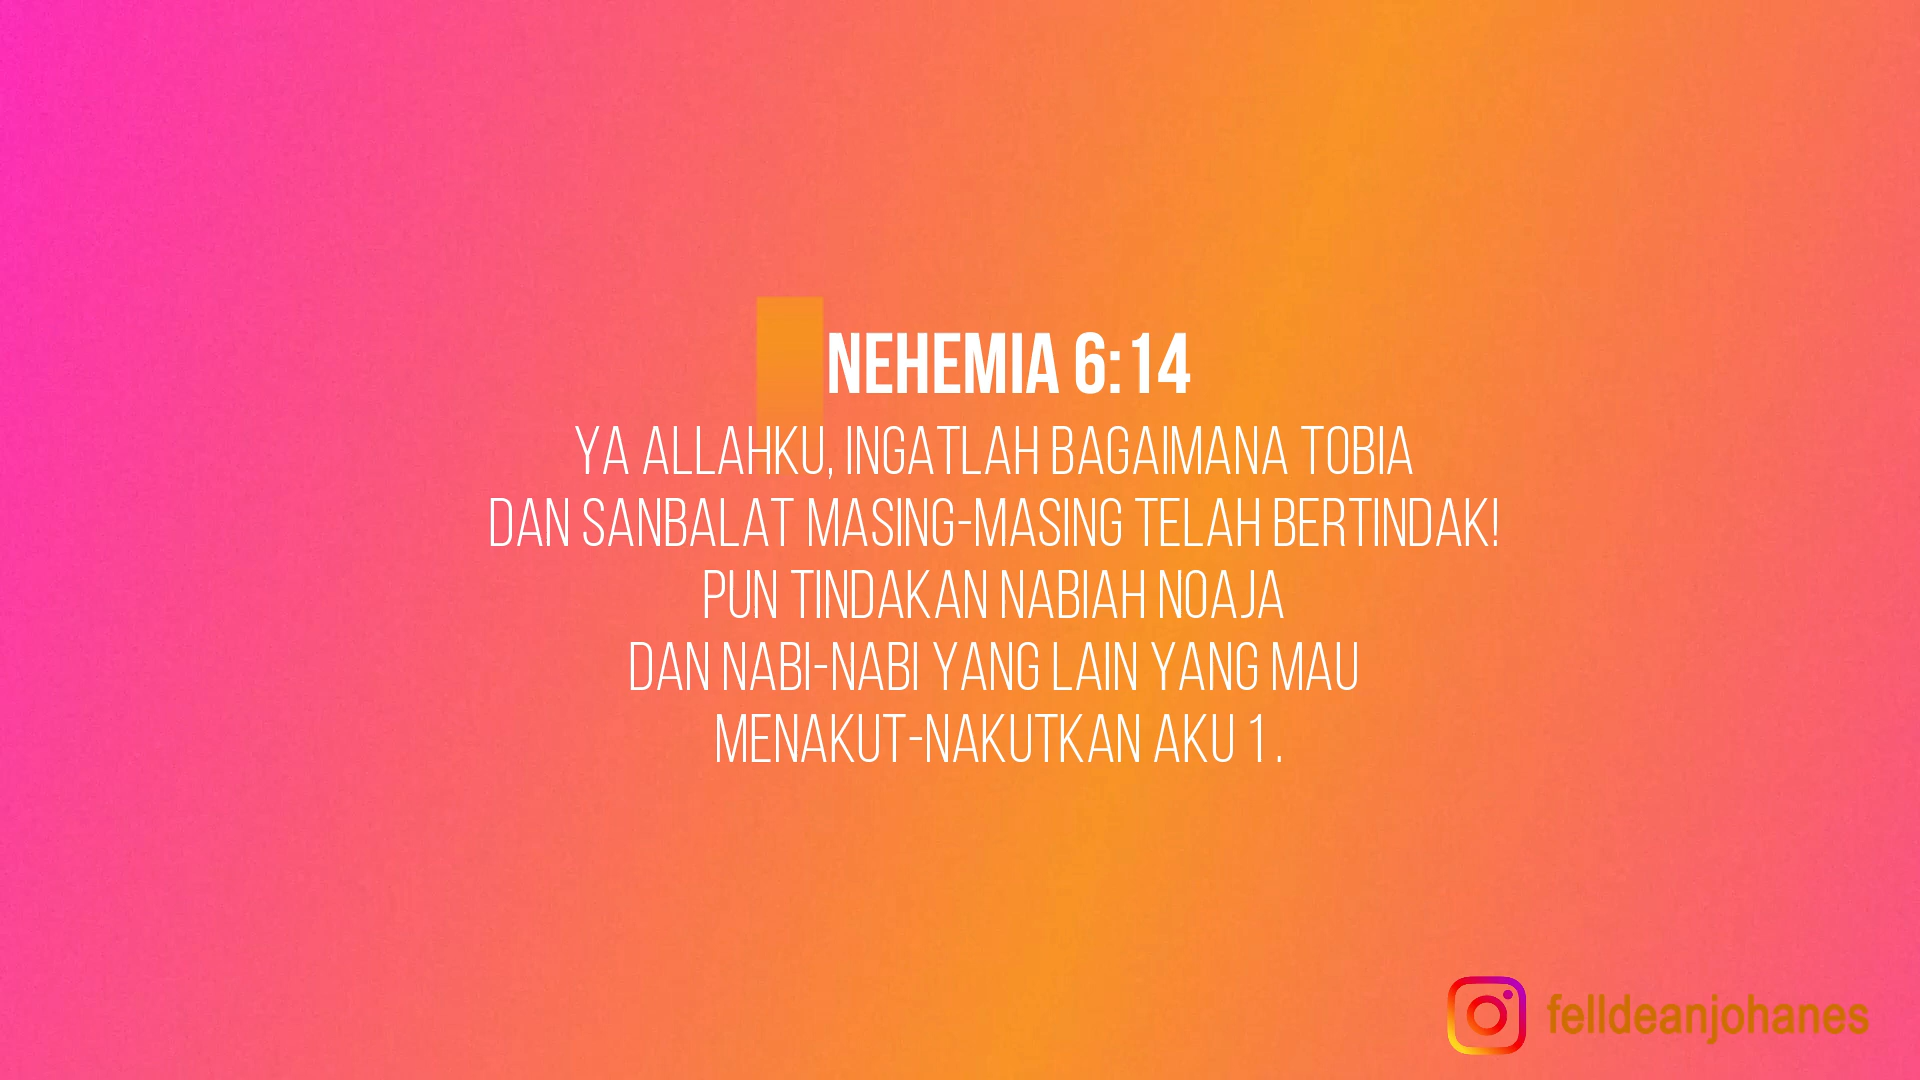 NEHEMIA 6:14
YA ALLAHKU, INGATLAH BAGAIMANA TOBIA
DAN SANBALAT MASING-MASING TELAH BERTINDAK!
PUN TINDAKAN NABIAH NOAJA
DAN NABI-NABI YANG LAIN YANG MAU
MENAKUT-NAKUTKAN AKU 1 .
felldeanjohanes